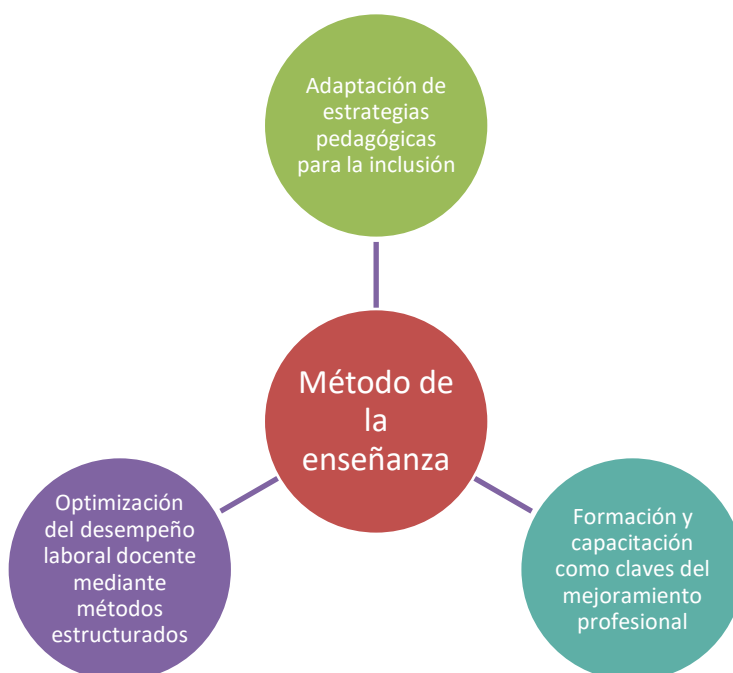 Adaptación de
estrategias
pedagógicas
para la inclusión
Método de
la
enseñanza
Optimización
del desempeño
laboral docente
mediante
métodos
estructurados
Formación y
capacitación
como claves del
mejoramiento
profesional